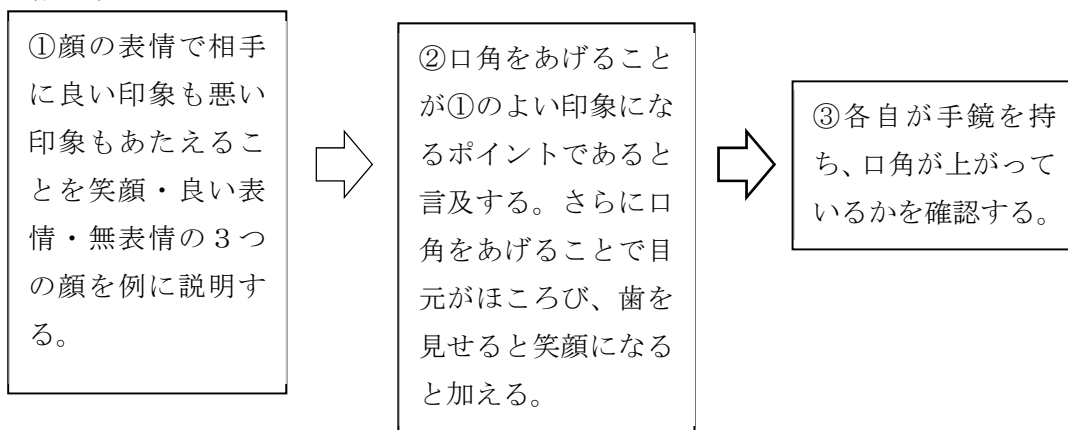 ①顔の表情で相手
に良い印象も悪い
印象もあたえるこ
とを笑顔・良い表
情・無表情の３つ
の顔を例に説明す
る。
②口角をあげること
が①のよい印象にな
るポイントであると
言及する。さらに口
角をあげることで目
元がほころび、歯を
見せると笑顔になる
と加える。
③各自が手鏡を持
ち、口角が上がって
いるかを確認する。